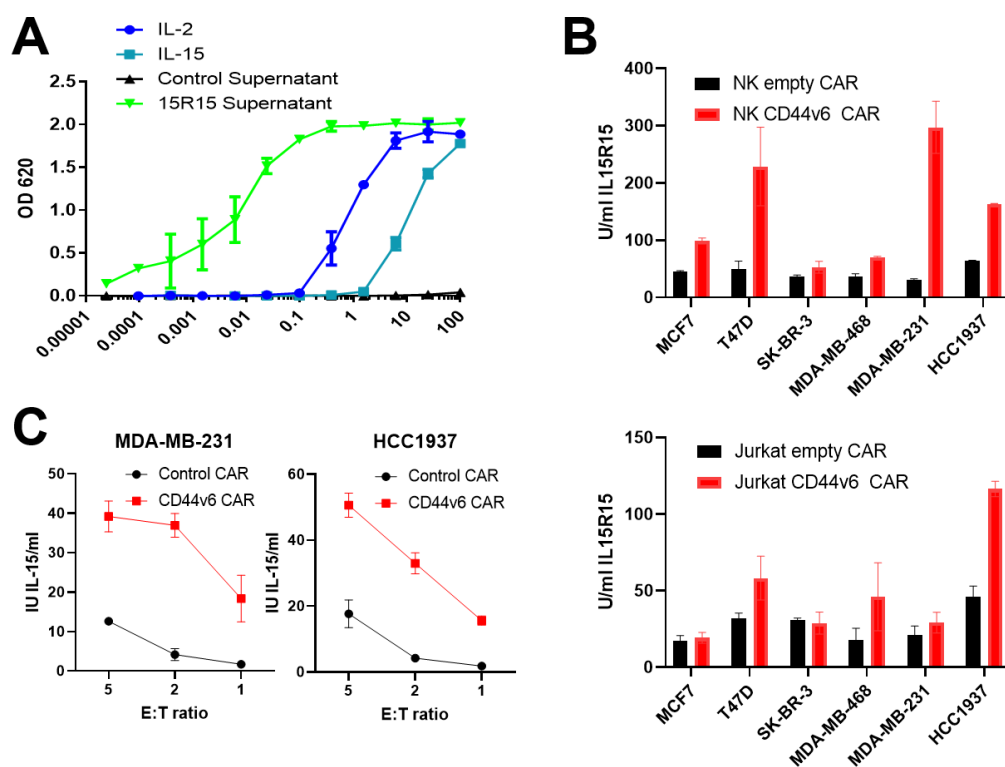 A
IL-2
IL-15
Control Supernatant
15R15 Supernatant
OD 620
2.5
2.0
1.5
1.0
0.5
0.0
0.00001
0.0001
0.001
0.01
0.1
1
10
100
B
NK empty CAR
NK CD44v6 CAR
U/ml IL15R15
400
300
200
100
0
MCF7
T47D
SK-BR-3
MDA-MB-468
MDA-MB-231
HCC1937
C
MDA-MB-231
Control CAR
CD44v6 CAR
IU IL-15/ml
50
40
30
20
10
0
5 2 1
E:T ratio
HCC1937
Control CAR
CD44v6 CAR
IU IL-15/ml
60
40
20
0
5 2 1
E:T ratio
Jurkat empty CAR
Jurkat CD44v6 CAR
U/ml IL15R15
150
100
50
0
MCF7
T47D
SK-BR-3
MDA-MB-468
MDA-MB-231
HCC1937